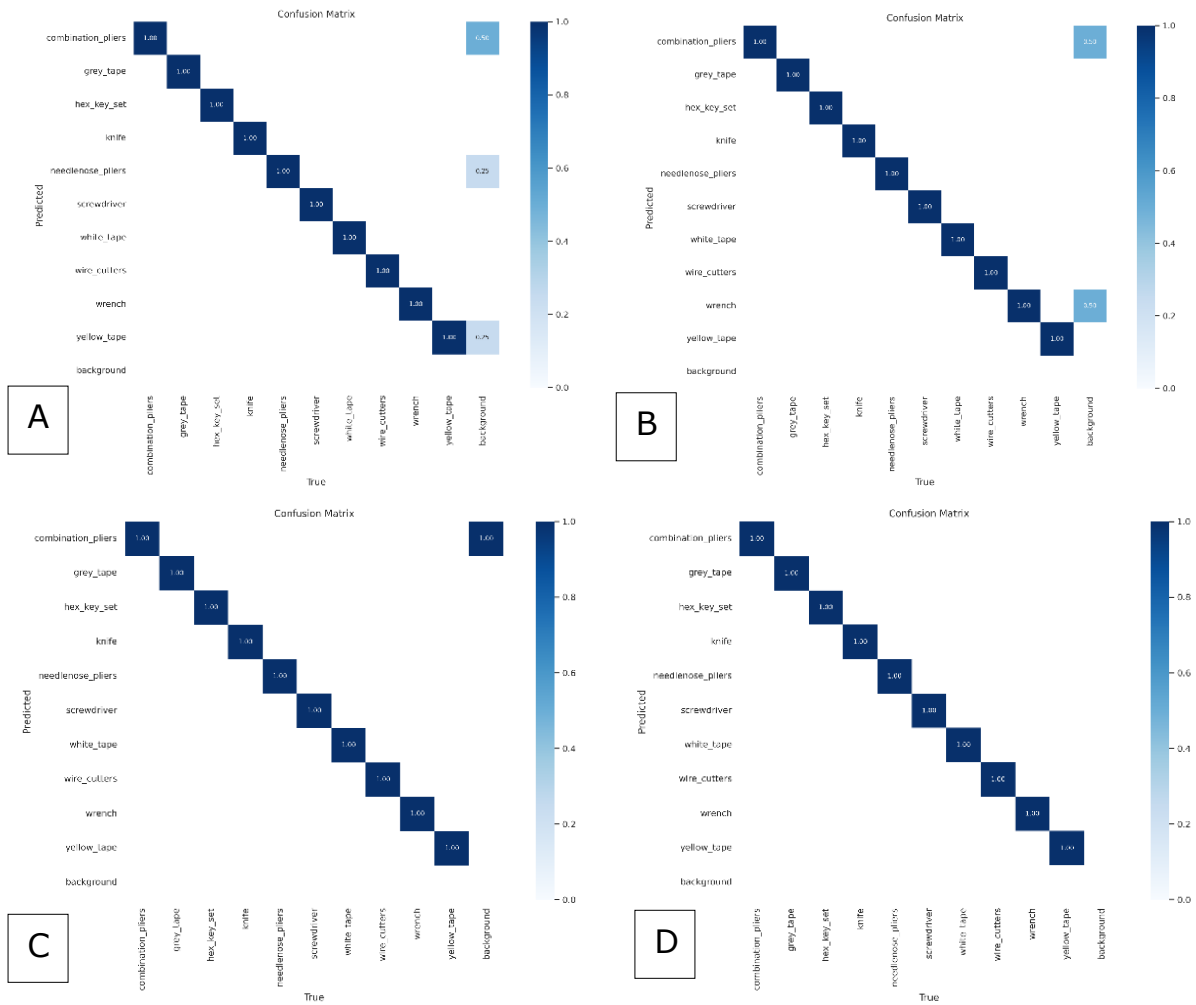 Confusion Matrix
combination_pliers 1.00 0.50
grey_tape 1.00
hex_key_set 1.00
knife 1.00
needlenose_pliers 1.00 0.25
screwdriver 1.00
white_tape 1.00
wire_cutters 1.00
wrench 1.00
yellow_tape 1.00 0.25
background
Predicted
combination_pliers grey_tape hex_key_set knife needlenose_pliers screwdriver white_tape wire_cutters wrench yellow_tape background
True
1.0
0.8
0.6
0.4
0.2
0.0
A
Confusion Matrix
combination_pliers 1.00 0.50
grey_tape 1.00
hex_key_set 1.00
knife 1.00
needlenose_pliers 1.00
screwdriver 1.00
white_tape 1.00
wire_cutters 1.00
wrench 1.00 0.50
yellow_tape 1.00
background
Predicted
combination_pliers grey_tape hex_key_set knife needlenose_pliers screwdriver white_tape wire_cutters wrench yellow_tape background
True
1.0
0.8
0.6
0.4
0.2
0.0
B
Confusion Matrix
combination_pliers 1.00 1.00
grey_tape 1.00
hex_key_set 1.00
knife 1.00
needlenose_pliers 1.00
screwdriver 1.00
white_tape 1.00
wire_cutters 1.00
wrench 1.00
yellow_tape 1.00
background
Predicted
combination_pliers grey_tape hex_key_set knife needlenose_pliers screwdriver white_tape wire_cutters wrench yellow_tape background
True
1.0
0.8
0.6
0.4
0.2
0.0
C
Confusion Matrix
combination_pliers 1.00
grey_tape 1.00
hex_key_set 1.00
knife 1.00
needlenose_pliers 1.00
screwdriver 1.00
white_tape 1.00
wire_cutters 1.00
wrench 1.00
yellow_tape 1.00
background
Predicted
combination_pliers grey_tape hex_key_set knife needlenose_pliers screwdriver white_tape wire_cutters wrench yellow_tape background
True
1.0
0.8
0.6
0.4
0.2
0.0
D